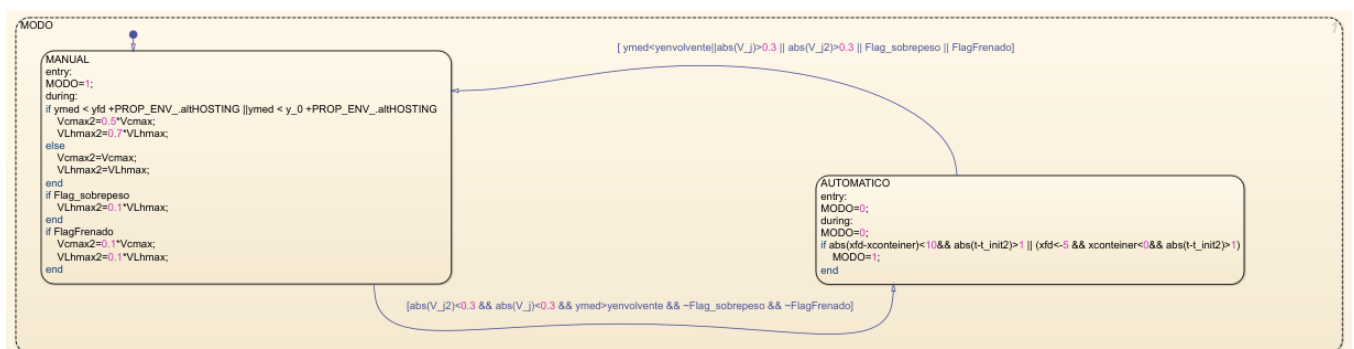 MODO
1
[ ymed<yenvolvente||abs(V_j)>0.3 || abs(V_j2)>0.3 || Flag_sobrepeso || FlagFrenado]
MANUAL
entry:
MODO=1;
during:
if ymed < yfd +PROP_ENV_.altHOSTING ||ymed < y_0 +PROP_ENV_.altHOSTING
Vcmax2=0.5*Vcmax;
VLhmax2=0.7*VLhmax;
else
Vcmax2=Vcmax;
VLhmax2=VLhmax;
end
if Flag_sobrepeso
VLhmax2=0.1*VLhmax;
end
if FlagFrenado
Vcmax2=0.1*Vcmax;
VLhmax2=0.1*VLhmax;
end
AUTOMATICO
entry:
MODO=0;
during:
MODO=0;
if abs(xfd-xconteiner)<10&& abs(t-t_init2)>1 || (xfd<-5 && xconteiner<0&& abs(t-t_init2)>1)
MODO=1;
end
[abs(V_j2)<0.3 && abs(V_j)<0.3 && ymed>yenvolvente && ~Flag_sobrepeso && ~FlagFrenado]